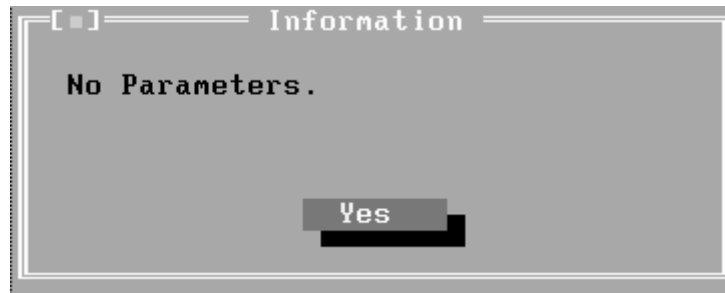 [■] Information
No Parameters.
Yes